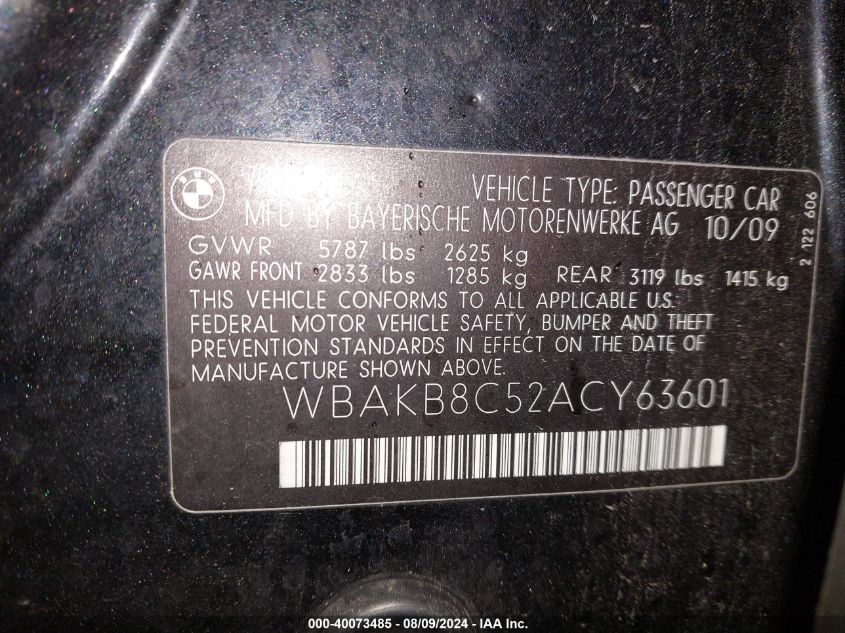 BMW
VEHICLE TYPE: PASSENGER CAR
MFD BY BAYERISCHE MOTORENWERKE AG 10/09
GVWR 5787 lbs 2625 kg
GAWR FRONT 2833 lbs 1285 kg REAR 3119 lbs 1415 kg
THIS VEHICLE CONFORMS TO ALL APPLICABLE U.S.
FEDERAL MOTOR VEHICLE SAFETY, BUMPER AND THEFT
PREVENTION STANDARDS IN EFFECT ON THE DATE OF
MANUFACTURE SHOWN ABOVE.
WBAKB8C52ACY63601
2 122 606
000-40073485 - 08/09/2024 - IAA Inc.